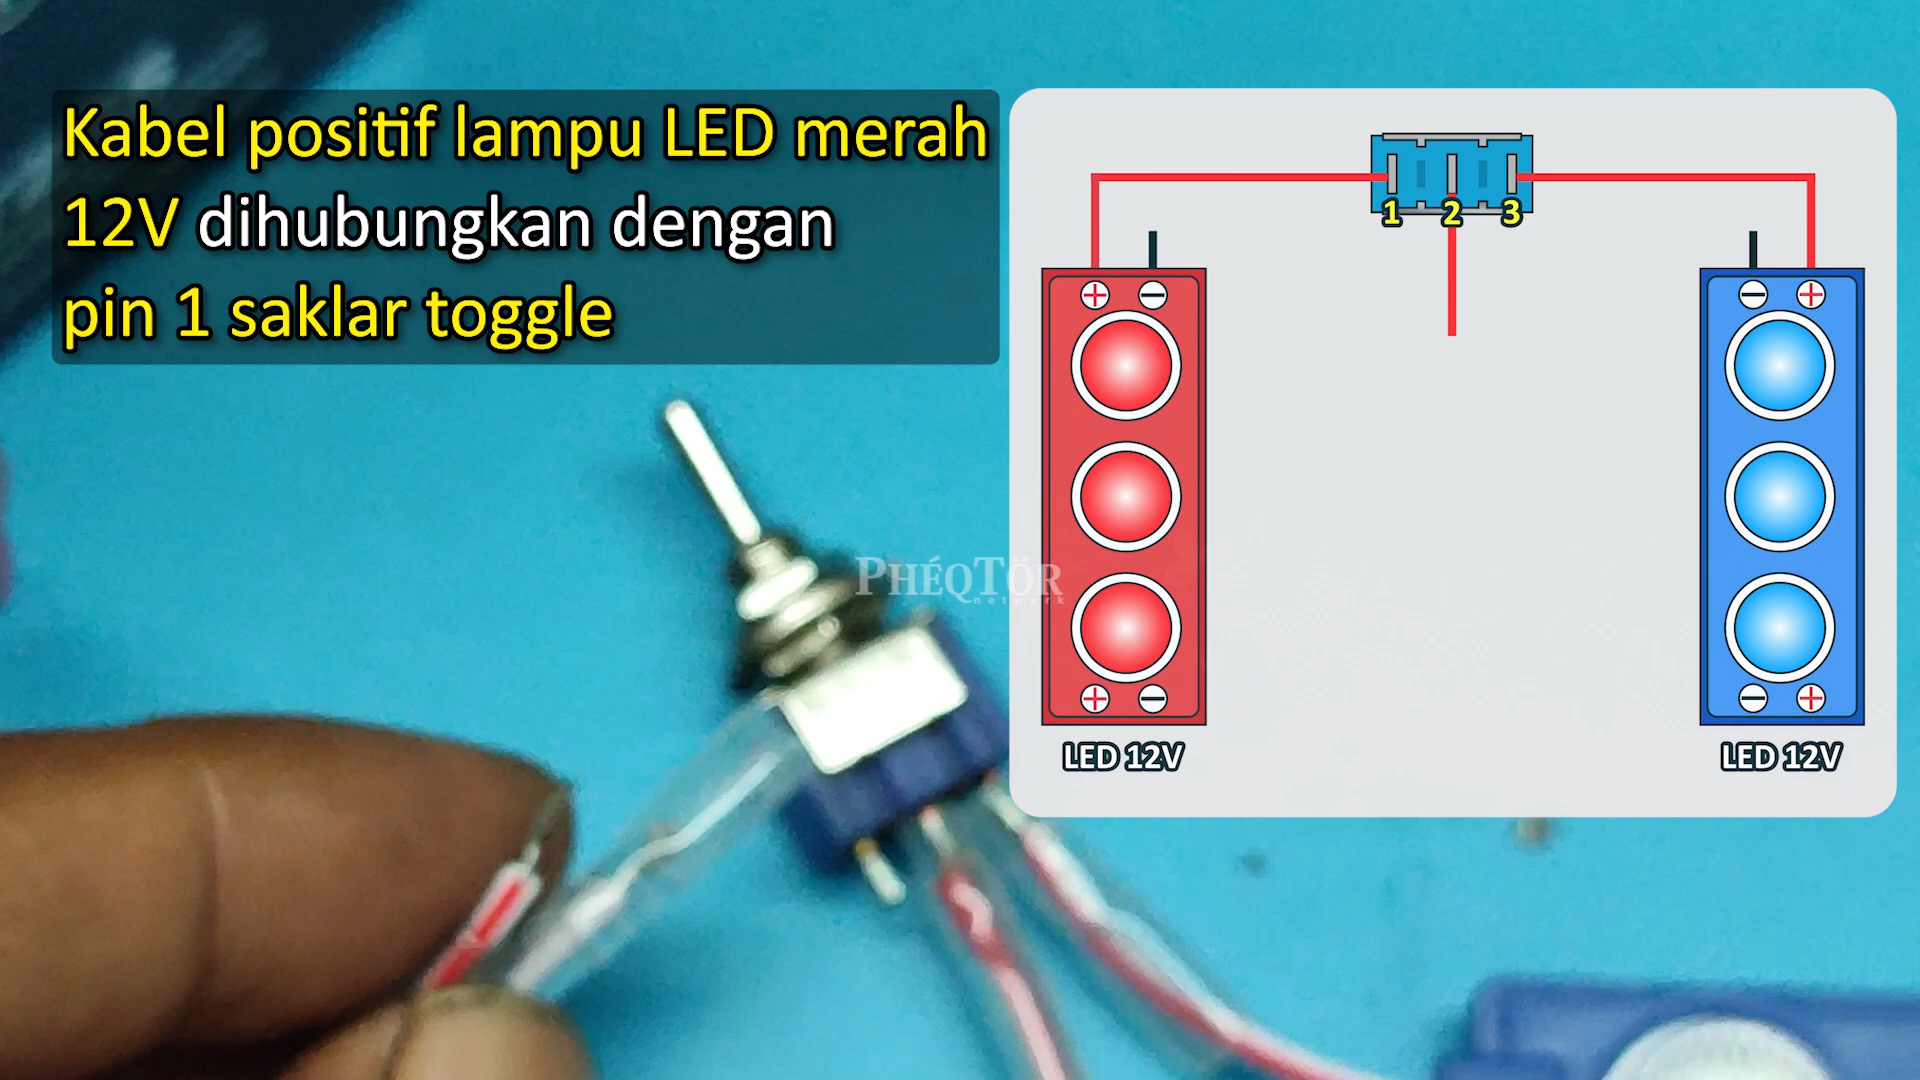 Kabel positif lampu LED merah
12V dihubungkan dengan
pin 1 saklar toggle
1 2 3
+ −
− +
+ −
− +
LED 12V
LED 12V
PHÉQTÖR
network